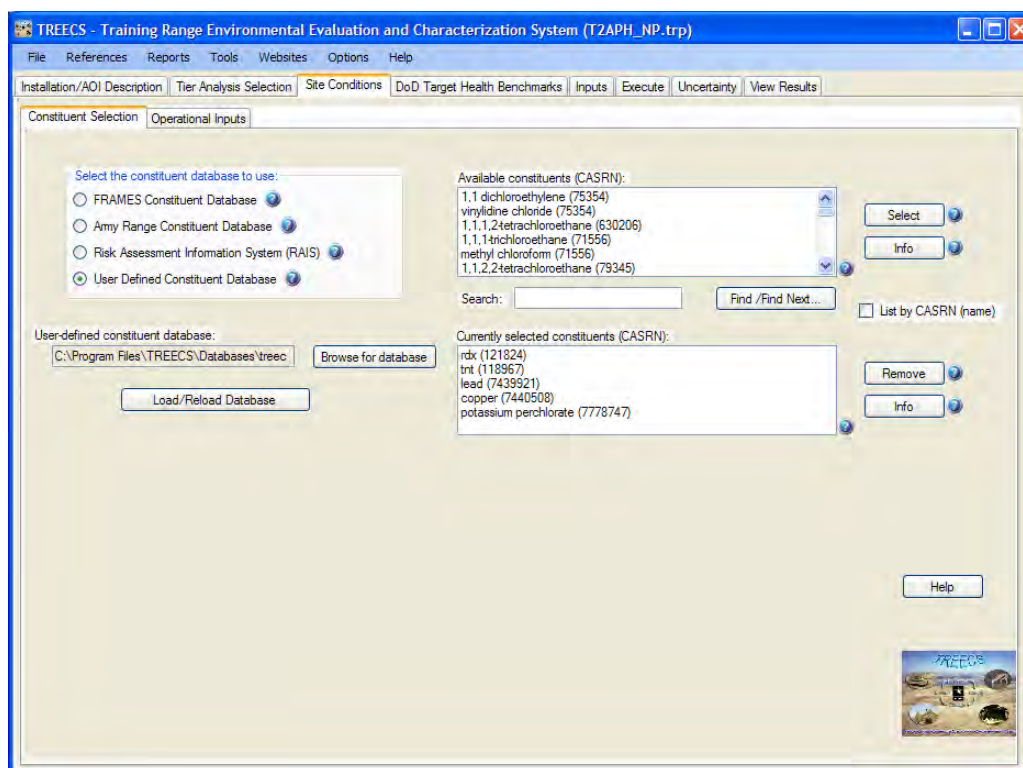 TREECS - Training Range Environmental Evaluation and Characterization System (T2APH_NP.trp)
File References Reports Tools Websites Options Help
Installation/AOI Description Tier Analysis Selection Site Conditions DoD Target Health Benchmarks Inputs Execute Uncertainty View Results
Constituent Selection Operational Inputs
Select the constituent database to use:
FRAMES Constituent Database
Army Range Constituent Database
Risk Assessment Information System (RAIS)
User Defined Constituent Database
User-defined constituent database:
C:\Program Files\TREECS\Databases\treec
Browse for database
Load/Reload Database
Available constituents (CASRN):
1,1 dichloroethylene (75354)
vinylidine chloride (75354)
1,1,1,2-tetrachloroethane (630206)
1,1,1-trichloroethane (71556)
methyl chloroform (71556)
1,1,2,2-tetrachloroethane (79345)
Select
Info
Search:
Find /Find Next...
List by CASRN (name)
Currently selected constituents (CASRN):
rdx (121824)
tnt (118967)
lead (7439921)
copper (7440508)
potassium perchlorate (7778747)
Remove
Info
Help
TREECS